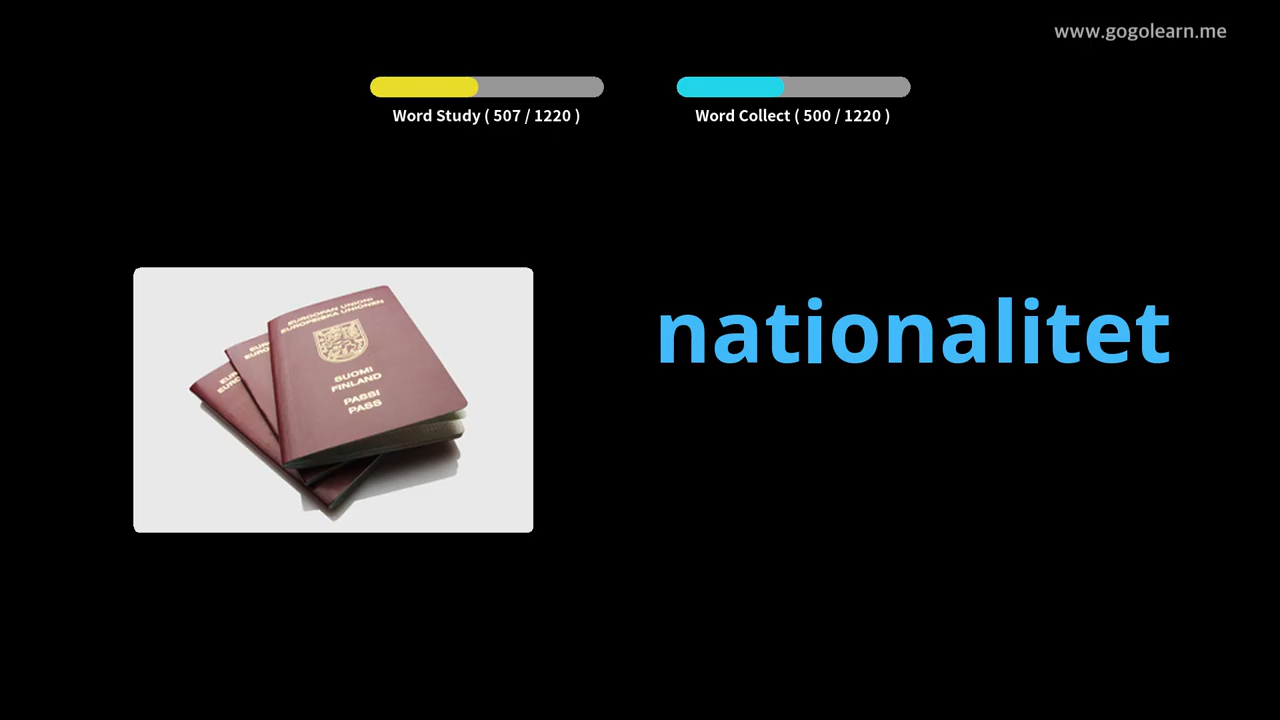 www.gogolearn.me
Word Study ( 507 / 1220 )
Word Collect ( 500 / 1220 )
nationalitet
EUROOPAN UNIONI
EUROPEISKA UNIONEN
SUOMI
FINLAND
PASSI
PASS